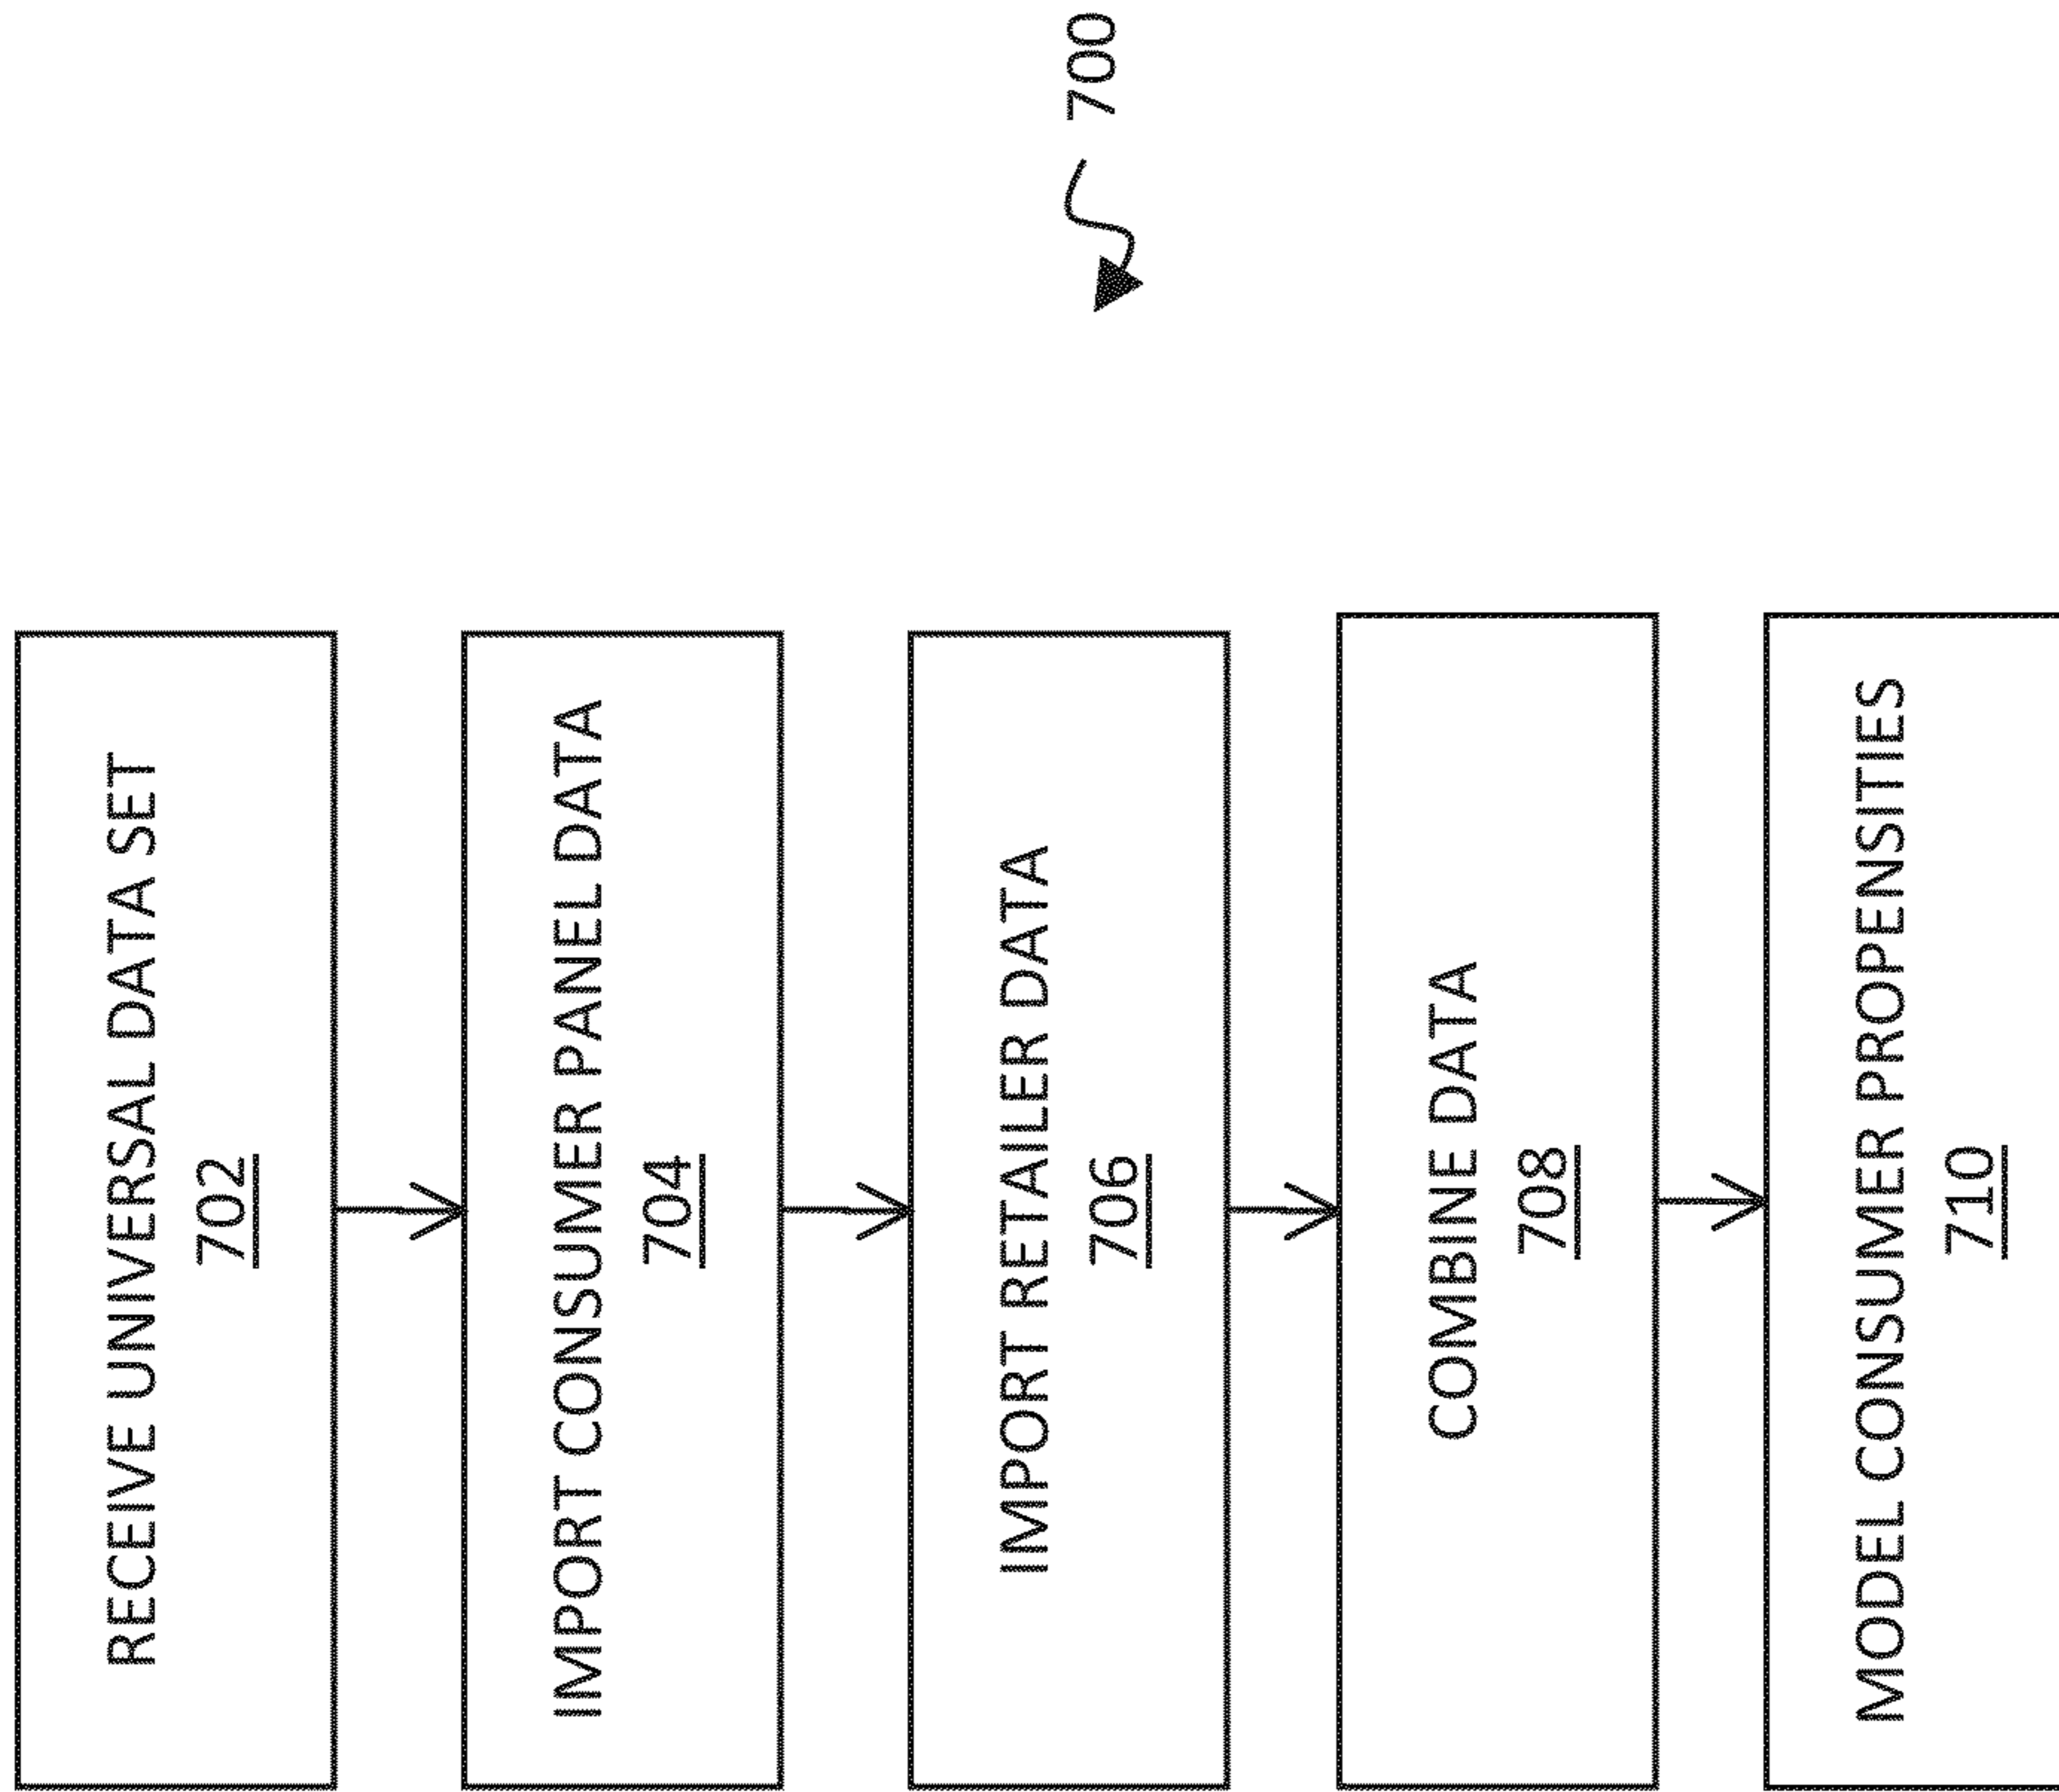 700
RECEIVE UNIVERSAL DATA SET
702
IMPORT CONSUMER PANEL DATA
704
IMPORT RETAILER DATA
706
COMBINE DATA
708
MODEL CONSUMER PROPENSITIES
710